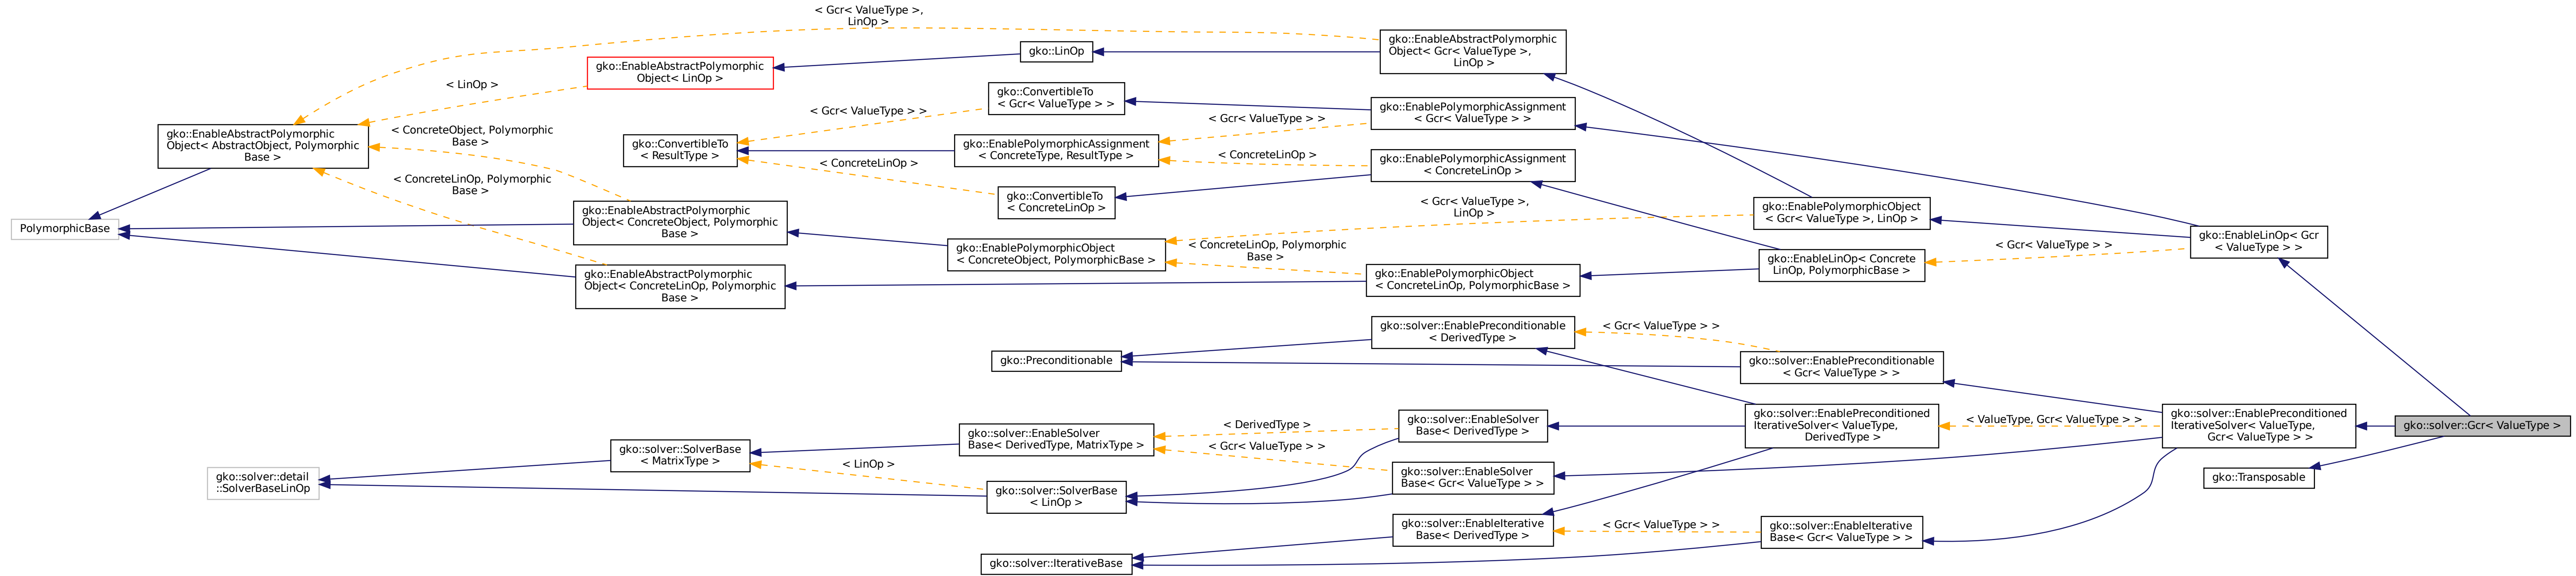 < Gcr< ValueType >,
LinOp >
gko::EnableAbstractPolymorphic
Object< Gcr< ValueType >,
LinOp >
gko::LinOp
gko::EnableAbstractPolymorphic
Object< LinOp >
< LinOp >
gko::ConvertibleTo
< Gcr< ValueType > >
< Gcr< ValueType > >
gko::EnablePolymorphicAssignment
< Gcr< ValueType > >
< Gcr< ValueType > >
gko::EnableAbstractPolymorphic
Object< AbstractObject, Polymorphic
Base >
< ConcreteObject, Polymorphic
Base >
gko::ConvertibleTo
< ResultType >
gko::EnablePolymorphicAssignment
< ConcreteType, ResultType >
< ConcreteLinOp >
< ConcreteLinOp >
gko::EnablePolymorphicAssignment
< ConcreteLinOp >
< ConcreteLinOp, Polymorphic
Base >
gko::ConvertibleTo
< ConcreteLinOp >
PolymorphicBase
gko::EnableAbstractPolymorphic
Object< ConcreteObject, Polymorphic
Base >
< Gcr< ValueType >,
LinOp >
gko::EnablePolymorphicObject
< Gcr< ValueType >, LinOp >
gko::EnablePolymorphicObject
< ConcreteObject, PolymorphicBase >
< ConcreteLinOp, Polymorphic
Base >
gko::EnableLinOp< Concrete
LinOp, PolymorphicBase >
< Gcr< ValueType > >
gko::EnableLinOp< Gcr
< ValueType > >
gko::EnableAbstractPolymorphic
Object< ConcreteLinOp, Polymorphic
Base >
gko::EnablePolymorphicObject
< ConcreteLinOp, PolymorphicBase >
gko::solver::EnablePreconditionable
< DerivedType >
< Gcr< ValueType > >
gko::Preconditionable
gko::solver::EnablePreconditionable
< Gcr< ValueType > >
gko::solver::EnableSolver
Base< DerivedType >
gko::solver::EnablePreconditioned
IterativeSolver< ValueType,
DerivedType >
< ValueType, Gcr< ValueType > >
gko::solver::EnablePreconditioned
IterativeSolver< ValueType,
Gcr< ValueType > >
gko::solver::Gcr< ValueType >
gko::solver::SolverBase
< MatrixType >
gko::solver::EnableSolver
Base< DerivedType, MatrixType >
< DerivedType >
< Gcr< ValueType > >
< LinOp >
gko::solver::detail
::SolverBaseLinOp
gko::solver::SolverBase
< LinOp >
gko::solver::EnableSolver
Base< Gcr< ValueType > >
gko::Transposable
gko::solver::EnableIterative
Base< DerivedType >
< Gcr< ValueType > >
gko::solver::EnableIterative
Base< Gcr< ValueType > >
gko::solver::IterativeBase